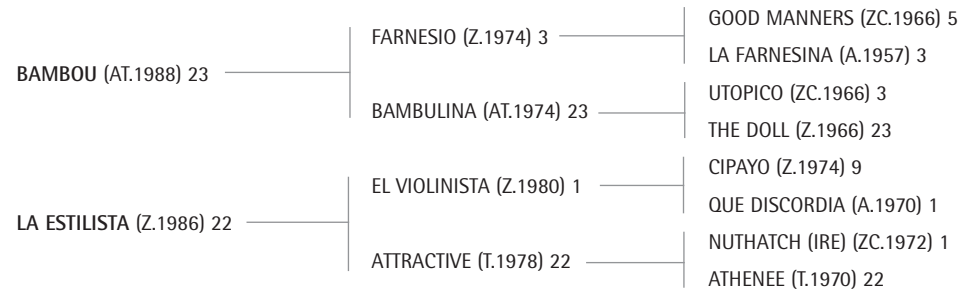 BAMBOU (AT.1988) 23
FARNESIO (Z.1974) 3
GOOD MANNERS (ZC.1966) 5
LA FARNESINA (A.1957) 3
BAMBULINA (AT.1974) 23
UTOPICO (ZC.1966) 3
THE DOLL (Z.1966) 23
LA ESTILISTA (Z.1986) 22
EL VIOLINISTA (Z.1980) 1
CIPAYO (Z.1974) 9
QUE DISCORDIA (A.1970) 1
ATTRACTIVE (T.1978) 22
NUTHATCH (IRE) (ZC.1972) 1
ATHENEE (T.1970) 22